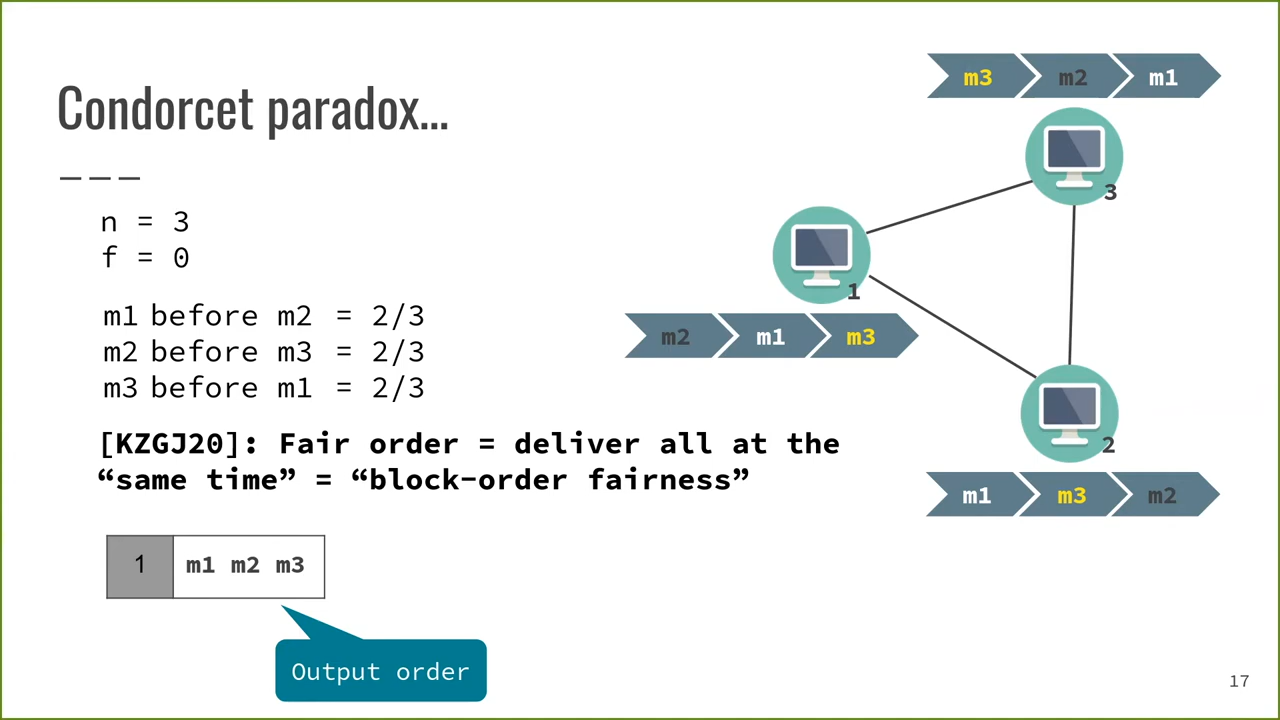 Condorcet paradox...
n = 3
f = 0
m1 before m2 = 2/3
m2 before m3 = 2/3
m3 before m1 = 2/3
[KZGJ20]: Fair order = deliver all at the
“same time” = “block-order fairness”
1 m1 m2 m3
Output order
m3 m2 m1
3
1
m2 m1 m3
2
m1 m3 m2
17